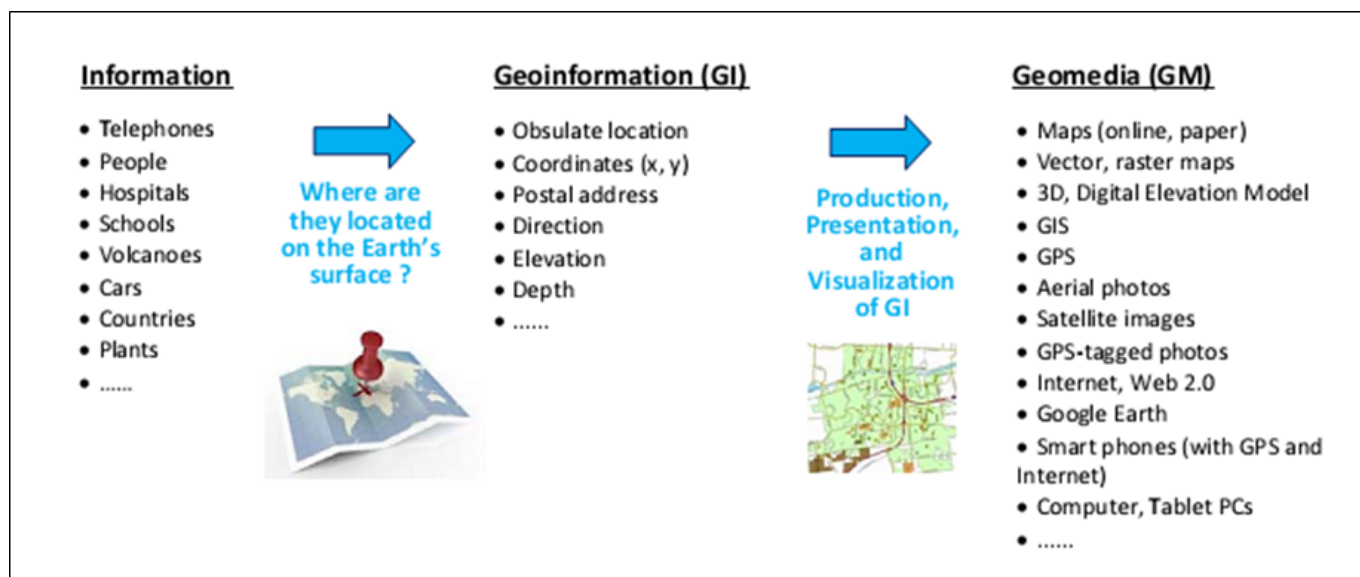 Information
• Telephones
• People
• Hospitals
• Schools
• Volcanoes
• Cars
• Countries
• Plants
• ......
Where are
they located
on the Earth's
surface ?
Geoinformation (GI)
• Obsulate location
• Coordinates (x, y)
• Postal address
• Direction
• Elevation
• Depth
• ......
Production,
Presentation,
and
Visualization
of GI
Geomedia (GM)
• Maps (online, paper)
• Vector, raster maps
• 3D, Digital Elevation Model
• GIS
• GPS
• Aerial photos
• Satellite images
• GPS-tagged photos
• Internet, Web 2.0
• Google Earth
• Smart phones (with GPS and
Internet)
• Computer, Tablet PCs
• ......